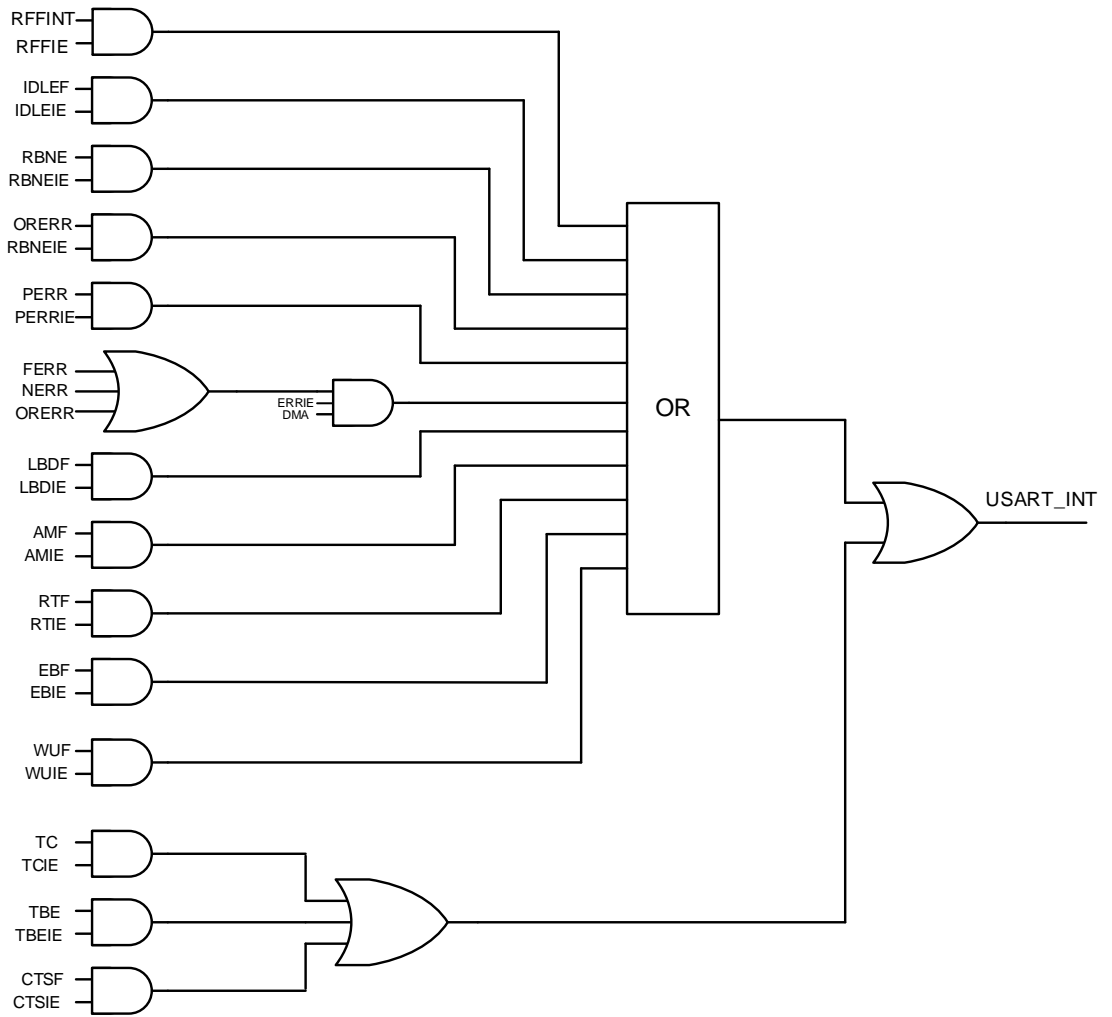 RFFINT
RFFIE
IDLEF
IDLEIE
RBNE
RBNEIE
ORERR
RBNEIE
PERR
PERRIE
FERR
NERR
ORERR
ERRIE
DMA
LBDF
LBDIE
AMF
AMIE
RTF
RTIE
EBF
EBIE
WUF
WUIE
OR
USART_INT
TC
TCIE
TBE
TBEIE
CTSF
CTSIE